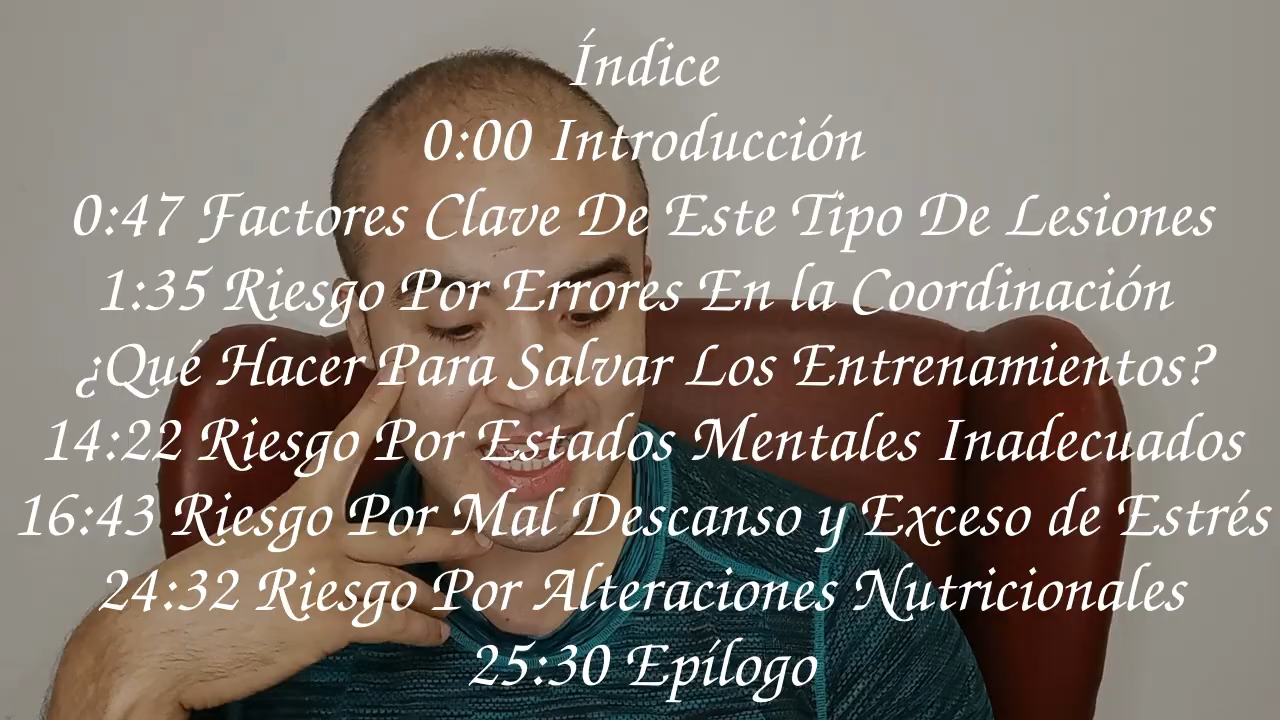 Índice
0:00 Introducción
0:47 Factores Clave De Este Tipo De Lesiones
1:35 Riesgo Por Errores En la Coordinación
¿Qué Hacer Para Salvar Los Entrenamientos?
14:22 Riesgo Por Estados Mentales Inadecuados
16:43 Riesgo Por Mal Descanso y Exceso de Estrés
24:32 Riesgo Por Alteraciones Nutricionales
25:30 Epílogo